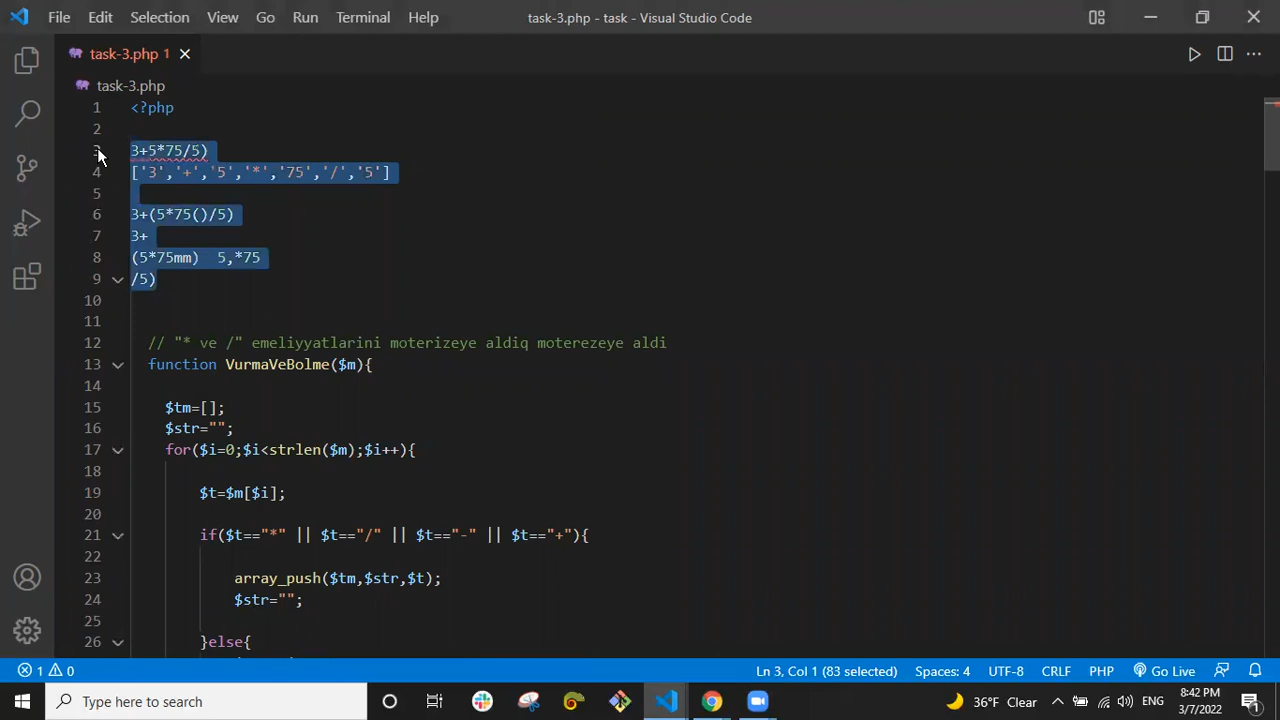 File Edit Selection View Go Run Terminal Help task-3.php - task - Visual Studio Code
task-3.php 1
task-3.php
1 <?php
2
3 3+5*75/5)
4 ['3','+','5','*','75','/','5']
5
6 3+(5*75()/5)
7 3+
8 (5*75mm) 5,*75
9 /5)
10
11
12 // "* ve /" emeliyyatlarini moterizeye aldiq moterezeye aldi
13 function VurmaVeBolme($m){
14
15 $tm=[];
16 $str="";
17 for($i=0;$i<strlen($m);$i++){
18
19 $t=$m[$i];
20
21 if($t=="*" || $t=="/" || $t=="-" || $t=="+"){
22
23 array_push($tm,$str,$t);
24 $str="";
25
26 }else{
1 0 Ln 3, Col 1 (83 selected) Spaces: 4 UTF-8 CRLF PHP Go Live
Type here to search 36°F Clear ENG 8:42 PM
3/7/2022 1